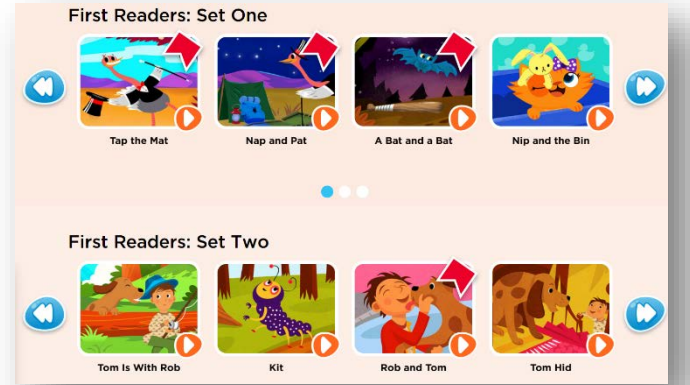 First Readers: Set One
Tap the Mat
Nap and Pat
A Bat and a Bat
Nip and the Bin
First Readers: Set Two
Tom Is With Rob
Kit
Rob and Tom
Tom Hid